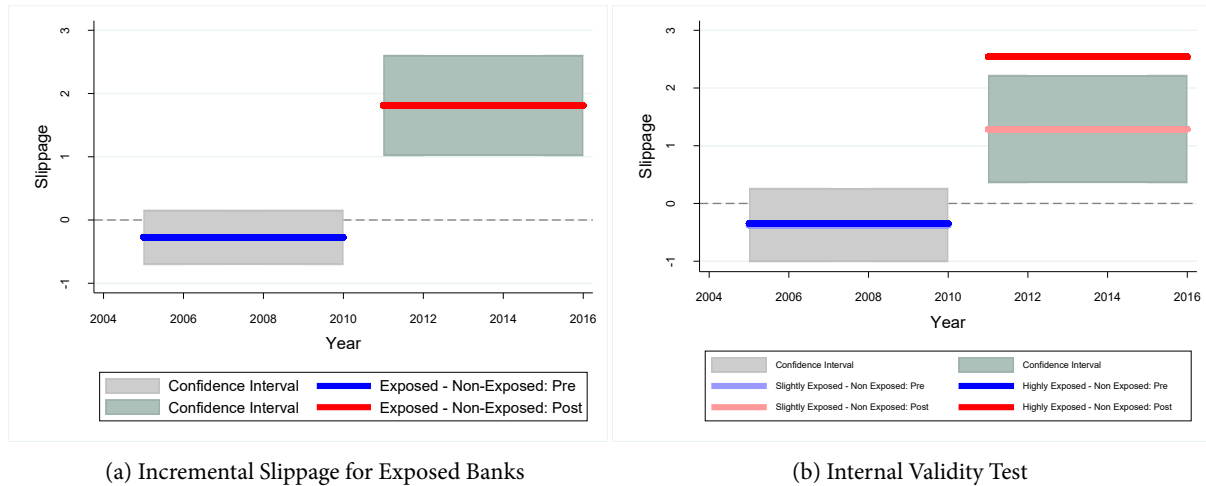 3
2
1
0
-1
Slippage
2004 2006 2008 2010 2012 2014 2016
Year
Confidence Interval Exposed - Non-Exposed: Pre
Confidence Interval Exposed - Non-Exposed: Post
(a) Incremental Slippage for Exposed Banks
3
2
1
0
-1
Slippage
2004 2006 2008 2010 2012 2014 2016
Year
Confidence Interval Confidence Interval
Slightly Exposed - Non Exposed: Pre Highly Exposed - Non Exposed: Pre
Slightly Exposed - Non Exposed: Post Highly Exposed - Non Exposed: Post
(b) Internal Validity Test